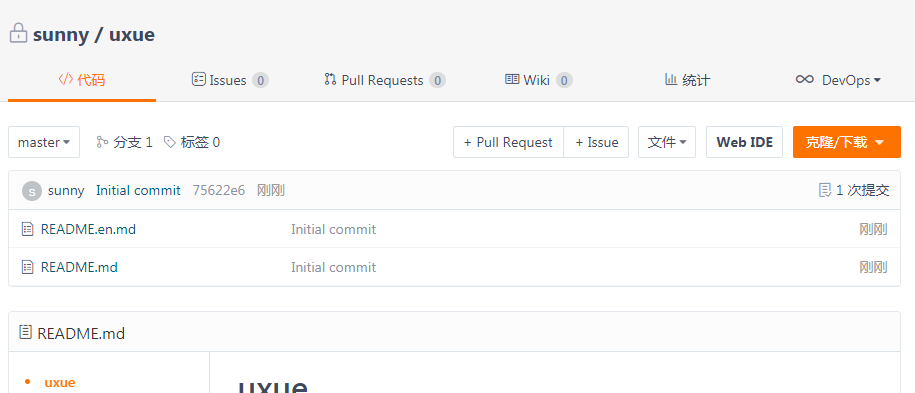 sunny / uxue
代码 Issues 0 Pull Requests 0 Wiki 0 统计 DevOps
master 分支 1 标签 0 + Pull Request + Issue 文件 Web IDE 克隆/下载
s sunny Initial commit 75622e6 刚刚 1 次提交
README.en.md Initial commit 刚刚
README.md Initial commit 刚刚
README.md
uxue uxue